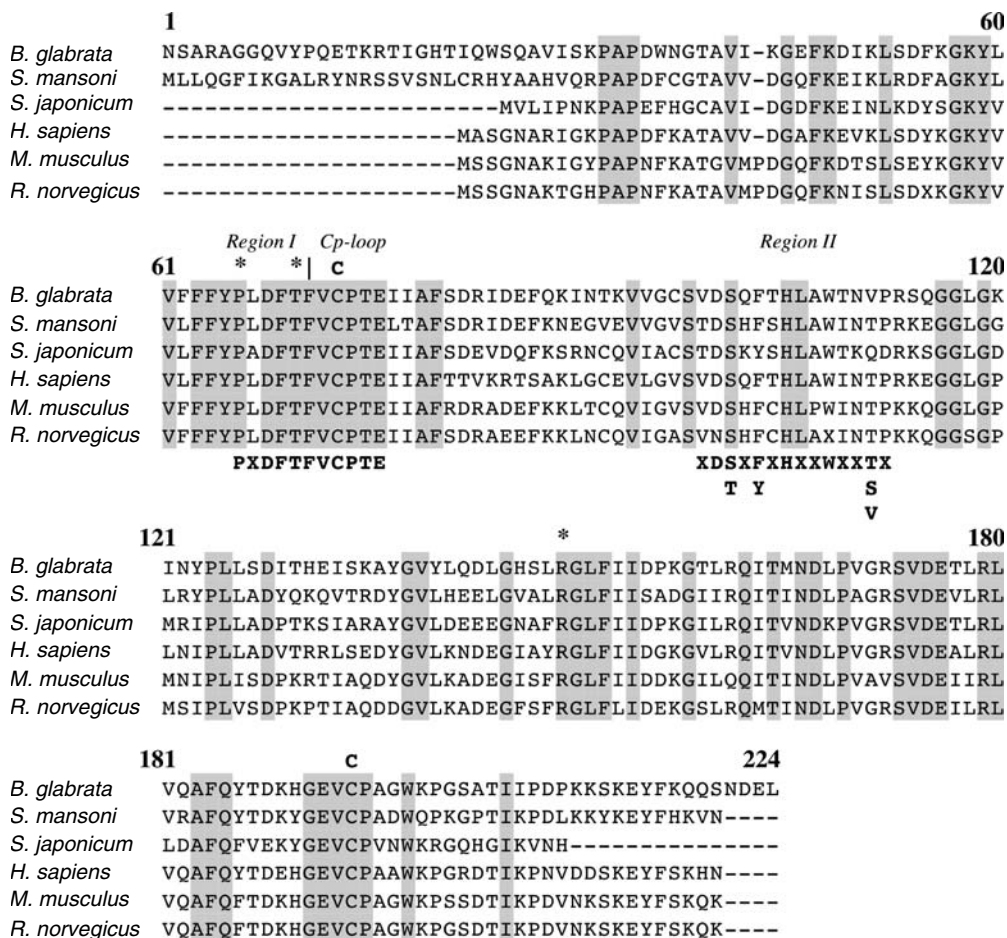 1 60
B. glabrata NSARAGGQVYPQETKRTIGHTIQWSQAVISKPAPDWNGTAVI-KGEFKDIKLSDFKGKYL
S. mansoni MLLQGFIKGALRYNRSSVSNLCRHYAAHVQRPAPDFCGTAVV-DGQFKEIKLRDFAGKYL
S. japonicum ------------------------MVLIPNKPAPEFHGCAVI-DGDFKEINLKDYSGKYV
H. sapiens ---------------------MASGNARIGKPAPDFKATAVV-DGAFKEVKLSDYKGKYV
M. musculus ---------------------MSSGNAKIGYPAPNFKATGVMPDGQFKDTSLSEYKGKYV
R. norvegicus ---------------------MSSGNAKTGHPAPNFKATAVMPDGQFKNISLSDXKGKYV
Region I Cp-loop Region II
61 * *| C 120
B. glabrata VFFFYPLDFTFVCPTEIIAFSDRIDEFQKINTKVVGCSVDSQFTHLAWTNVPRSQGGLGK
S. mansoni VLFFYPLDFTFVCPTELTAFSDRIDEFKNEGVEVVGVSTDSHFSHLAWINTPRKEGGLGG
S. japonicum VLFFYPADFTFVCPTEIIAFSDEVDQFKSRNCQVIACSTDSKYSHLAWTKQDRKSGGLGD
H. sapiens VLFFYPLDFTFVCPTEIIAFTTVKRTSAKLGCEVLGVSVDSQFTHLAWINTPRKEGGLGP
M. musculus VFFFYPLDFTFVCPTEIIAFRDRADEFKKLTCQVIGVSVDSHFCHLPWINTPKKQGGLGP
R. norvegicus VFFFYPLDFTFVCPTEIIAFSDRAEEFKKLNCQVIGASVNSHFCHLAXINTPKKQGGSGP
PXDFTFVCPTE XDSXFXHXXWXXTX
T Y S
V
121 * 180
B. glabrata INYPLLSDITHEISKAYGVYLQDLGHSLRGLFIIDPKGTLRQITMNDLPVGRSVDETLRL
S. mansoni LRYPLLADYQKQVTRDYGVLHEELGVALRGLFIISADGIIRQITINDLPAGRSVDEVLRL
S. japonicum MRIPLLADPTKSIARAYGVLDEEEGNAFRGLFIIDPKGILRQITVNDKPVGRSVDETLRL
H. sapiens LNIPLLADVTRRLSEDYGVLKNDEGIAYRGLFIIDGKGVLRQITVNDLPVGRSVDEALRL
M. musculus MNIPLISDPKRTIAQDYGVLKADEGISFRGLFIIDDKGILQQITINDLPVAVSVDEIIRL
R. norvegicus MSIPLVSDPKPTIAQDDGVLKADEGFSFRGLFLIDEKGSLRQMTINDLPVGRSVDEILRL
181 C 224
B. glabrata VQAFQYTDKHGEVCPAGWKPGSATIIPDPKKSKEYFKQQSNDEL
S. mansoni VRAFQYTDKYGEVCPADWQPKGPTIKPDLKKYKEYFHKVN----
S. japonicum LDAFQFVEKYGEVCPVNWKRGQHGIKVNH---------------
H. sapiens VQAFQYTDEHGEVCPAAWKPGRDTIKPNVDDSKEYFSKHN----
M. musculus VQAFQFTDKHGEVCPAGWKPSSDTIKPDVNKSKEYFSKQK----
R. norvegicus VQAFQFTDKHGEVCPAGWKPGSDTIKPDVNKSKEYFSKQK----